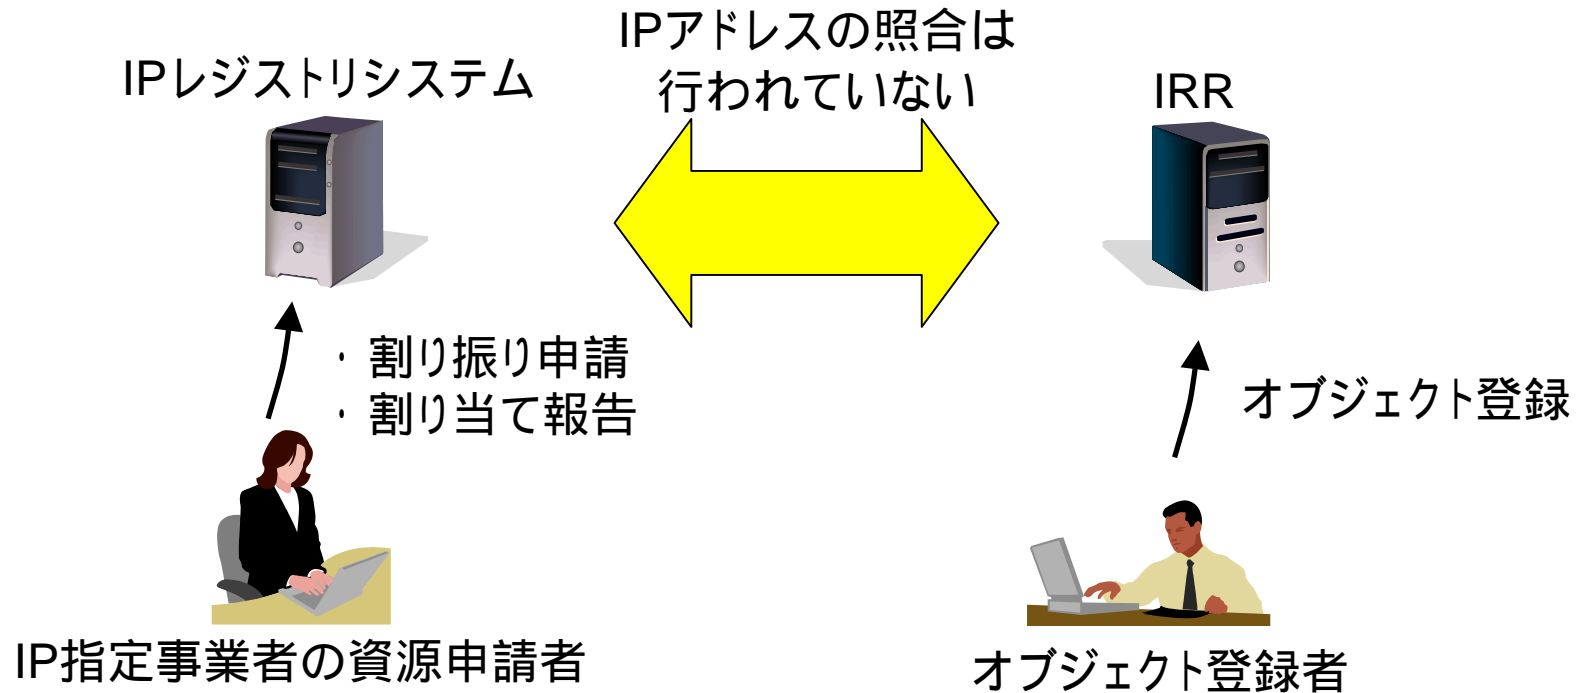 IPアドレスの照合は
行われていない
IPレジストリシステム
IRR
・ 割り振り申請
・ 割り当て報告
オブジェクト登録
IP指定事業者の資源申請者
オブジェクト登録者